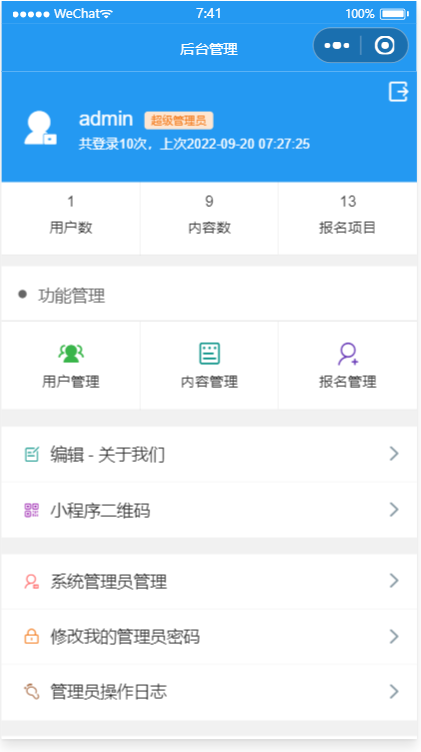 WeChat 7:41 100%
后台管理
admin 超级管理员
共登录10次，上次2022-09-20 07:27:25
1 9 13
用户数 内容数 报名项目
功能管理
用户管理 内容管理 报名管理
编辑 - 关于我们
小程序二维码
系统管理员管理
修改我的管理员密码
管理员操作日志